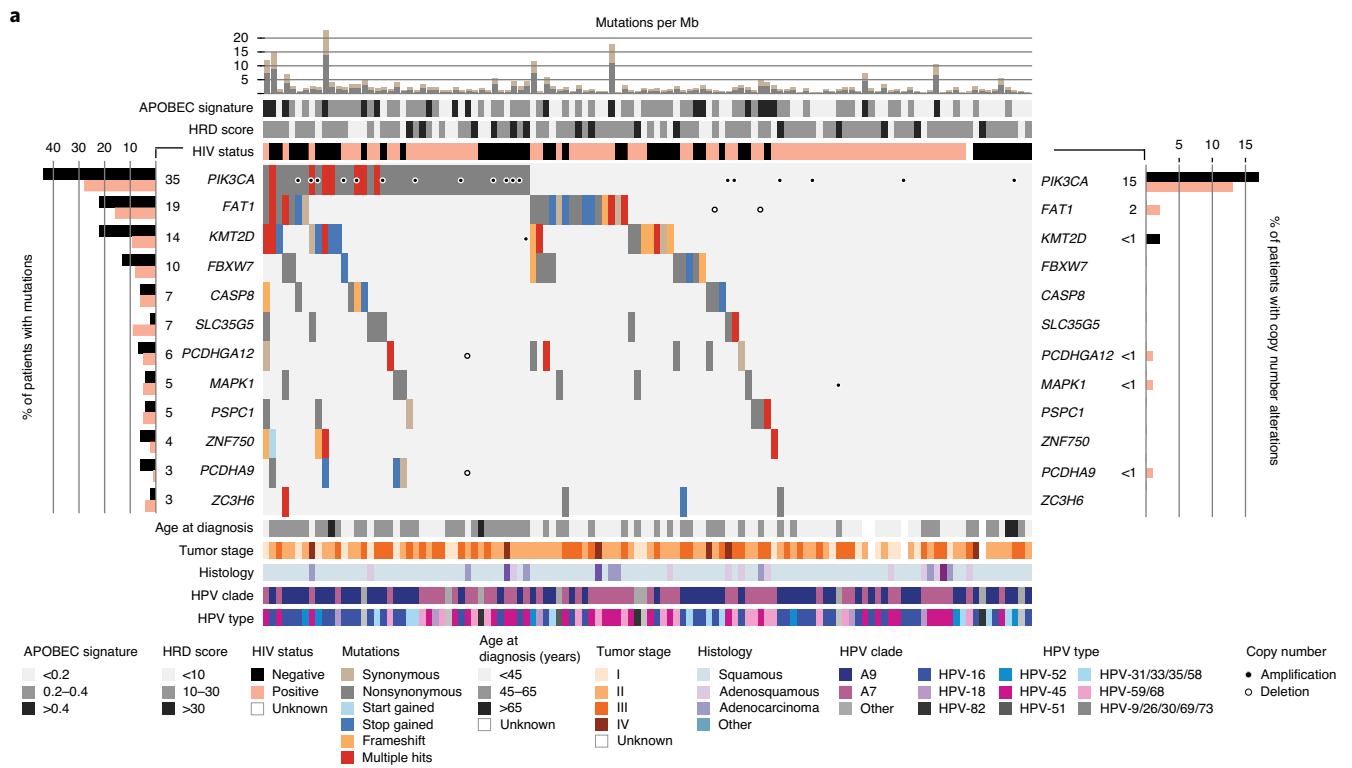 a
Mutations per Mb
20
15
10
5
APOBEC signature
HRD score
HIV status
40 30 20 10
5 10 15
% of patients with mutations
% of patients with copy number alterations
35 PIK3CA PIK3CA 15
19 FAT1 FAT1 2
14 KMT2D KMT2D <1
10 FBXW7 FBXW7
7 CASP8 CASP8
7 SLC35G5 SLC35G5
6 PCDHGA12 PCDHGA12 <1
5 MAPK1 MAPK1 <1
5 PSPC1 PSPC1
4 ZNF750 ZNF750
3 PCDHA9 PCDHA9 <1
3 ZC3H6 ZC3H6
Age at diagnosis
Tumor stage
Histology
HPV clade
HPV type
APOBEC signature
<0.2
0.2–0.4
>0.4
HRD score
<10
10–30
>30
HIV status
Negative
Positive
Unknown
Mutations
Synonymous
Nonsynonymous
Start gained
Stop gained
Frameshift
Multiple hits
Age at
diagnosis (years)
<45
45–65
>65
Unknown
Tumor stage
I
II
III
IV
Unknown
Histology
Squamous
Adenosquamous
Adenocarcinoma
Other
HPV clade
A9
A7
Other
HPV type
HPV-16 HPV-52 HPV-31/33/35/58
HPV-18 HPV-45 HPV-59/68
HPV-82 HPV-51 HPV-9/26/30/69/73
Copy number
Amplification
Deletion